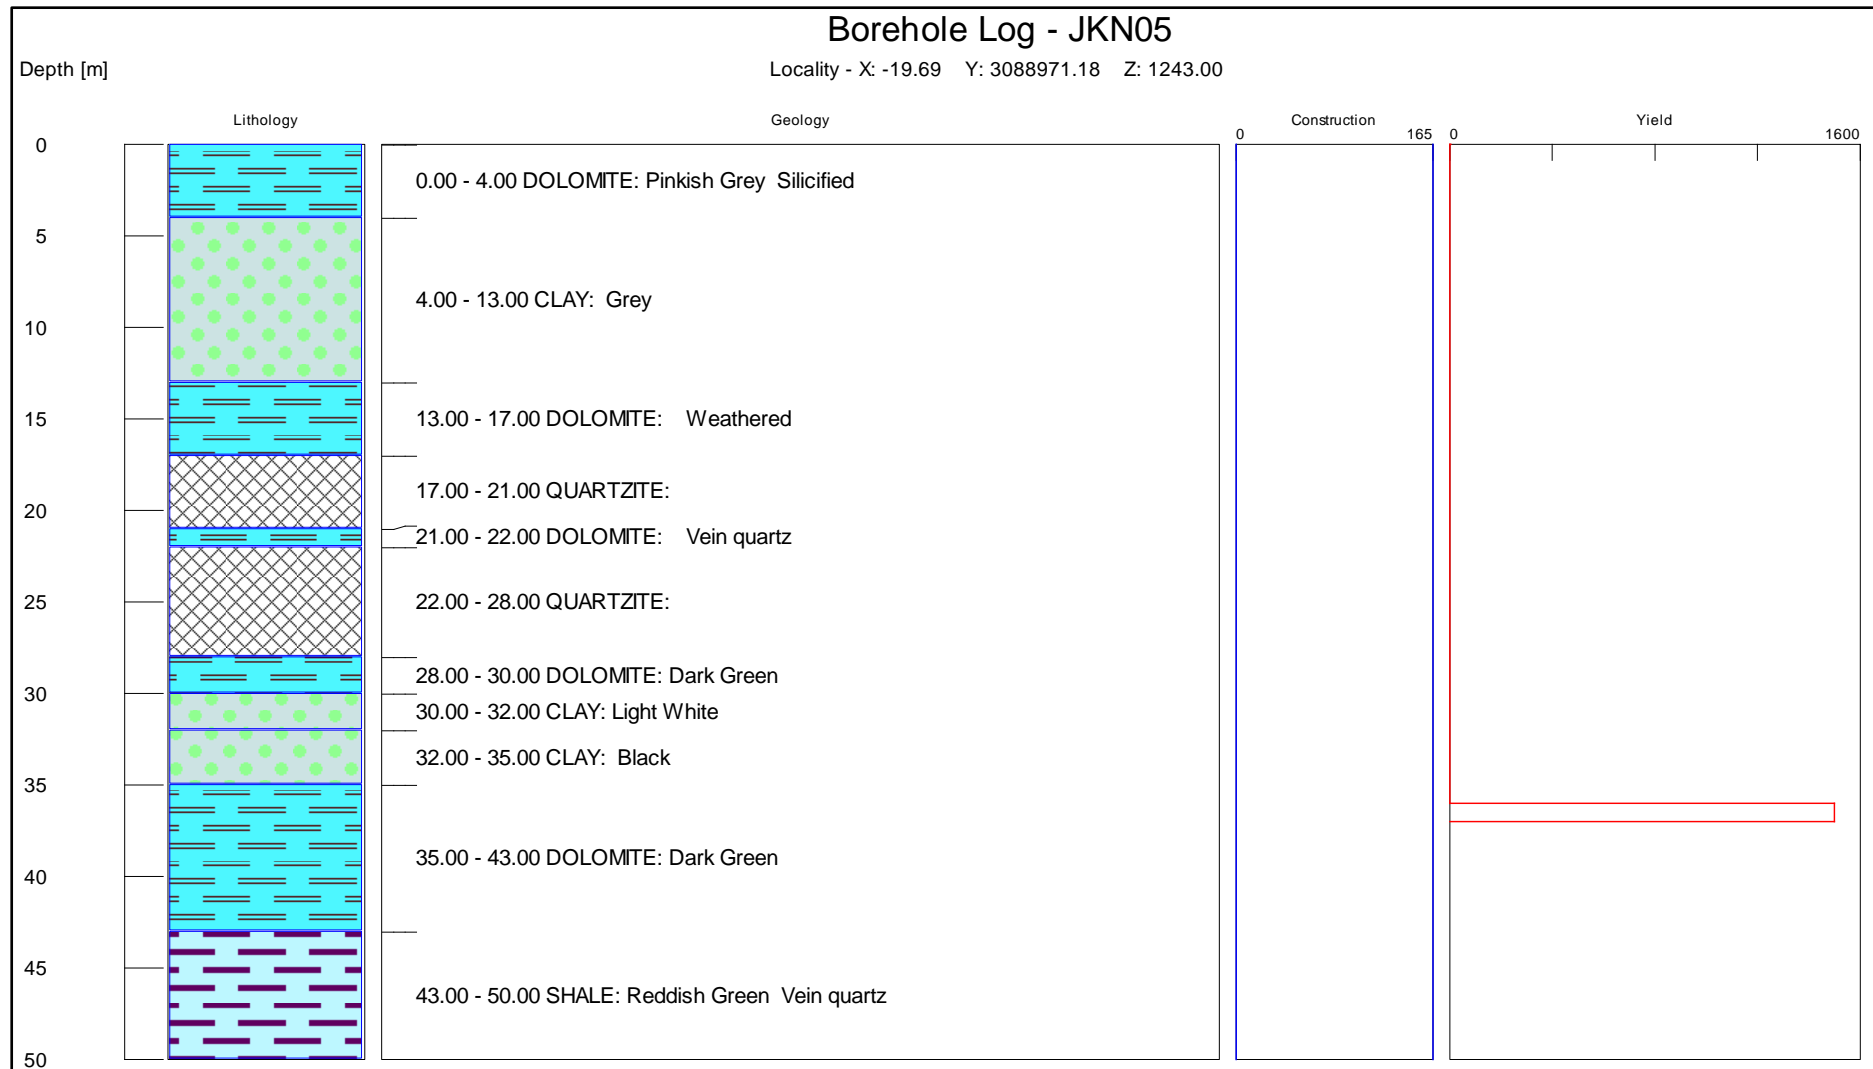 Borehole Log - JKN05
Depth [m]
Locality - X: -19.69 Y: 3088971.18 Z: 1243.00
Lithology
Geology
Construction
Yield
0 165
0 1600
0
5
10
15
20
25
30
35
40
45
50
0.00 - 4.00 DOLOMITE: Pinkish Grey Silicified
4.00 - 13.00 CLAY: Grey
13.00 - 17.00 DOLOMITE: Weathered
17.00 - 21.00 QUARTZITE:
21.00 - 22.00 DOLOMITE: Vein quartz
22.00 - 28.00 QUARTZITE:
28.00 - 30.00 DOLOMITE: Dark Green
30.00 - 32.00 CLAY: Light White
32.00 - 35.00 CLAY: Black
35.00 - 43.00 DOLOMITE: Dark Green
43.00 - 50.00 SHALE: Reddish Green Vein quartz